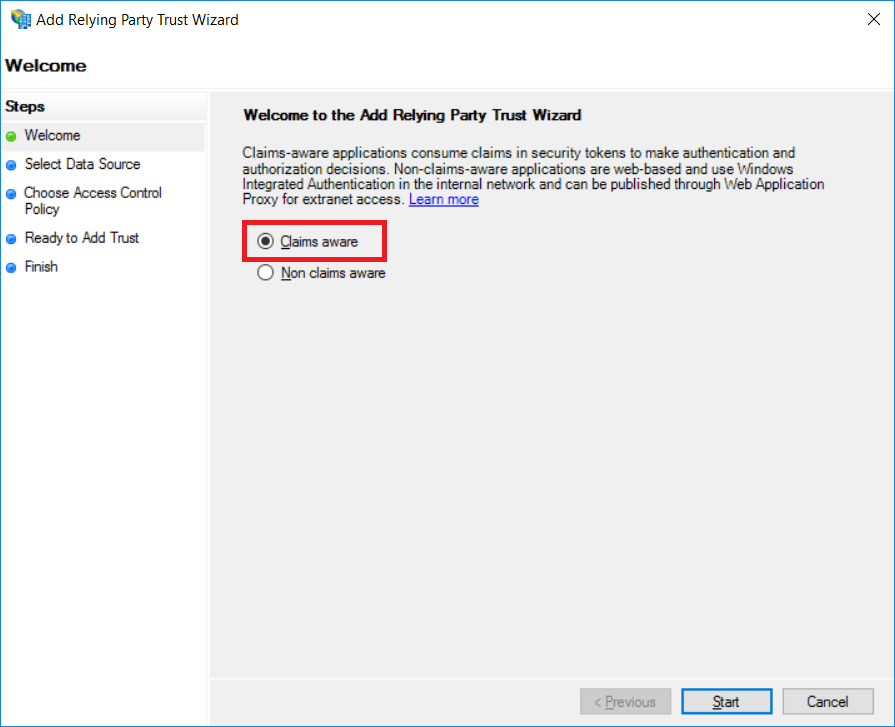 Add Relying Party Trust Wizard
Welcome
Steps
Welcome
Select Data Source
Choose Access Control
Policy
Ready to Add Trust
Finish
Welcome to the Add Relying Party Trust Wizard
Claims-aware applications consume claims in security tokens to make authentication and
authorization decisions. Non-claims-aware applications are web-based and use Windows
Integrated Authentication in the internal network and can be published through Web Application
Proxy for extranet access. Learn more
Claims aware
Non claims aware
< Previous
Start
Cancel